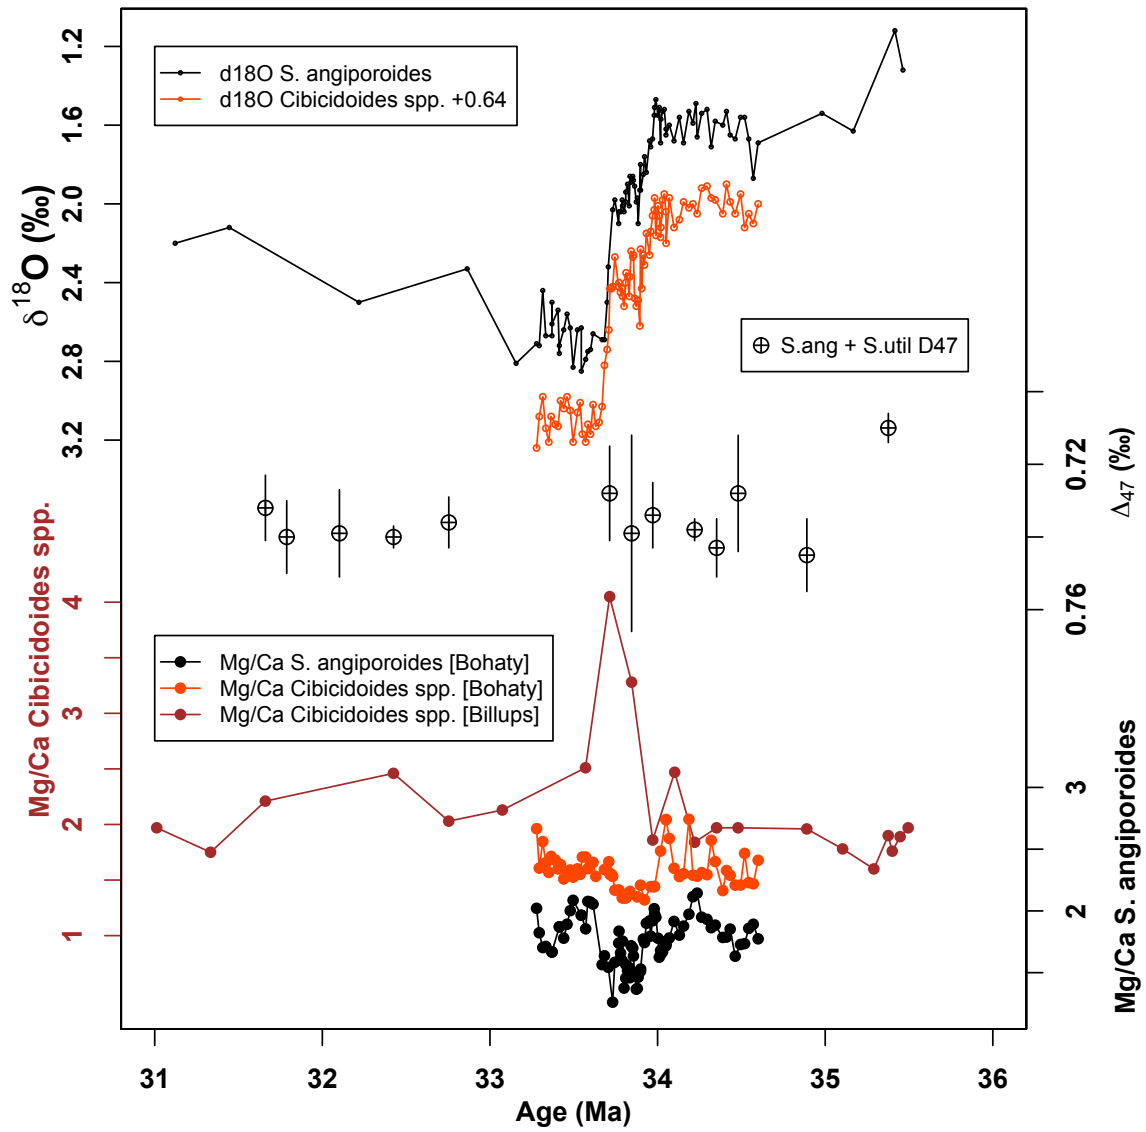 1.2
1.6
2.0
2.4
2.8
3.2
δ18O (‰)
d18O S. angiporoides
d18O Cibicidoides spp. +0.64
S.ang + S.util D47
0.72
0.76
Δ47 (‰)
4
3
2
1
Mg/Ca Cibicidoides spp.
Mg/Ca S. angiporoides [Bohaty]
Mg/Ca Cibicidoides spp. [Bohaty]
Mg/Ca Cibicidoides spp. [Billups]
3
2
Mg/Ca S. angiporoides
31 32 33 34 35 36
Age (Ma)